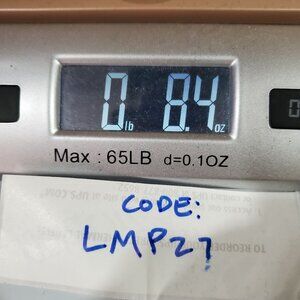 0 lb 8.4 oz
Max : 65LB d=0.1OZ
CODE:
LMP27